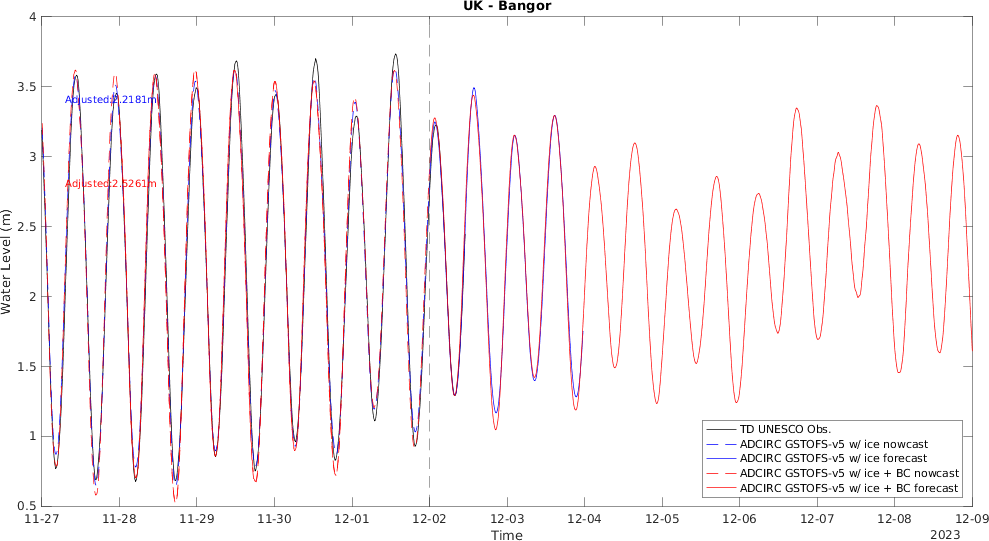 UK - Bangor
4
3.5
3
2.5
2
1.5
1
0.5
Water Level (m)
Adjusted:2.2181m
Adjusted:2.5261m
TD UNESCO Obs.
ADCIRC GSTOFS-v5 w/ ice nowcast
ADCIRC GSTOFS-v5 w/ ice forecast
ADCIRC GSTOFS-v5 w/ ice + BC nowcast
ADCIRC GSTOFS-v5 w/ ice + BC forecast
11-27 11-28 11-29 11-30 12-01 12-02 12-03 12-04 12-05 12-06 12-07 12-08 12-09
Time
2023